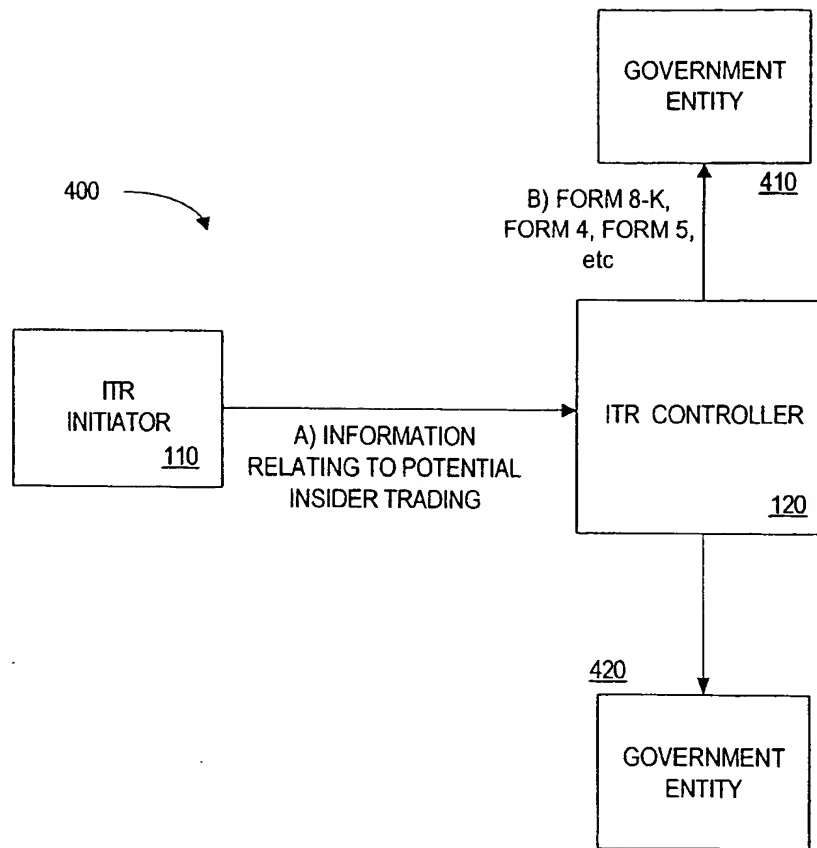 GOVERNMENT
ENTITY
410
400
B) FORM 8-K,
FORM 4, FORM 5,
etc
ITR
INITIATOR
110
A) INFORMATION
RELATING TO POTENTIAL
INSIDER TRADING
ITR CONTROLLER
120
420
GOVERNMENT
ENTITY